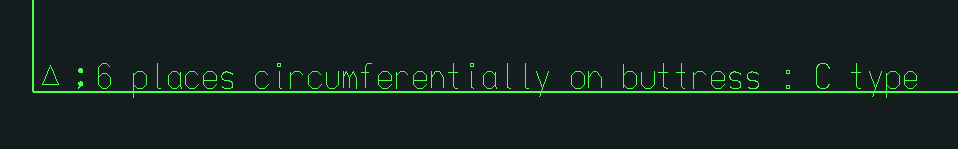 △ ;6 places circumferentially on buttress : C type